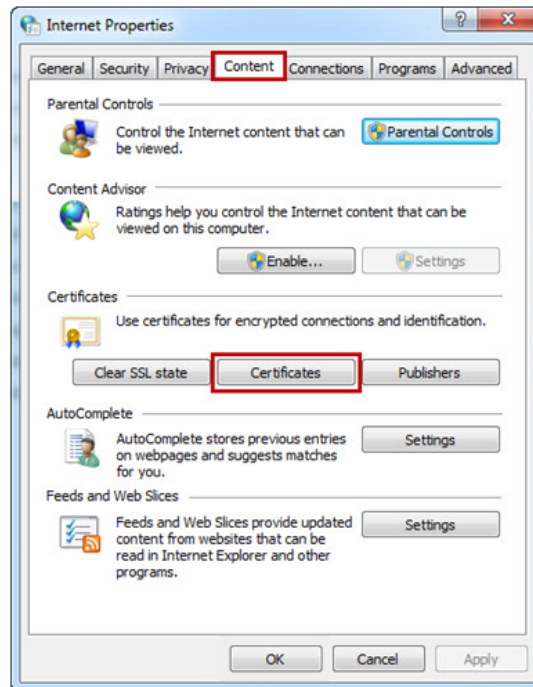 Internet Properties
General Security Privacy Content Connections Programs Advanced
Parental Controls
Control the Internet content that can
be viewed.
Parental Controls
Content Advisor
Ratings help you control the Internet content that can be
viewed on this computer.
Enable...
Settings
Certificates
Use certificates for encrypted connections and identification.
Clear SSL state
Certificates
Publishers
AutoComplete
AutoComplete stores previous entries
on webpages and suggests matches
for you.
Settings
Feeds and Web Slices
Feeds and Web Slices provide updated
content from websites that can be
read in Internet Explorer and other
programs.
Settings
OK
Cancel
Apply